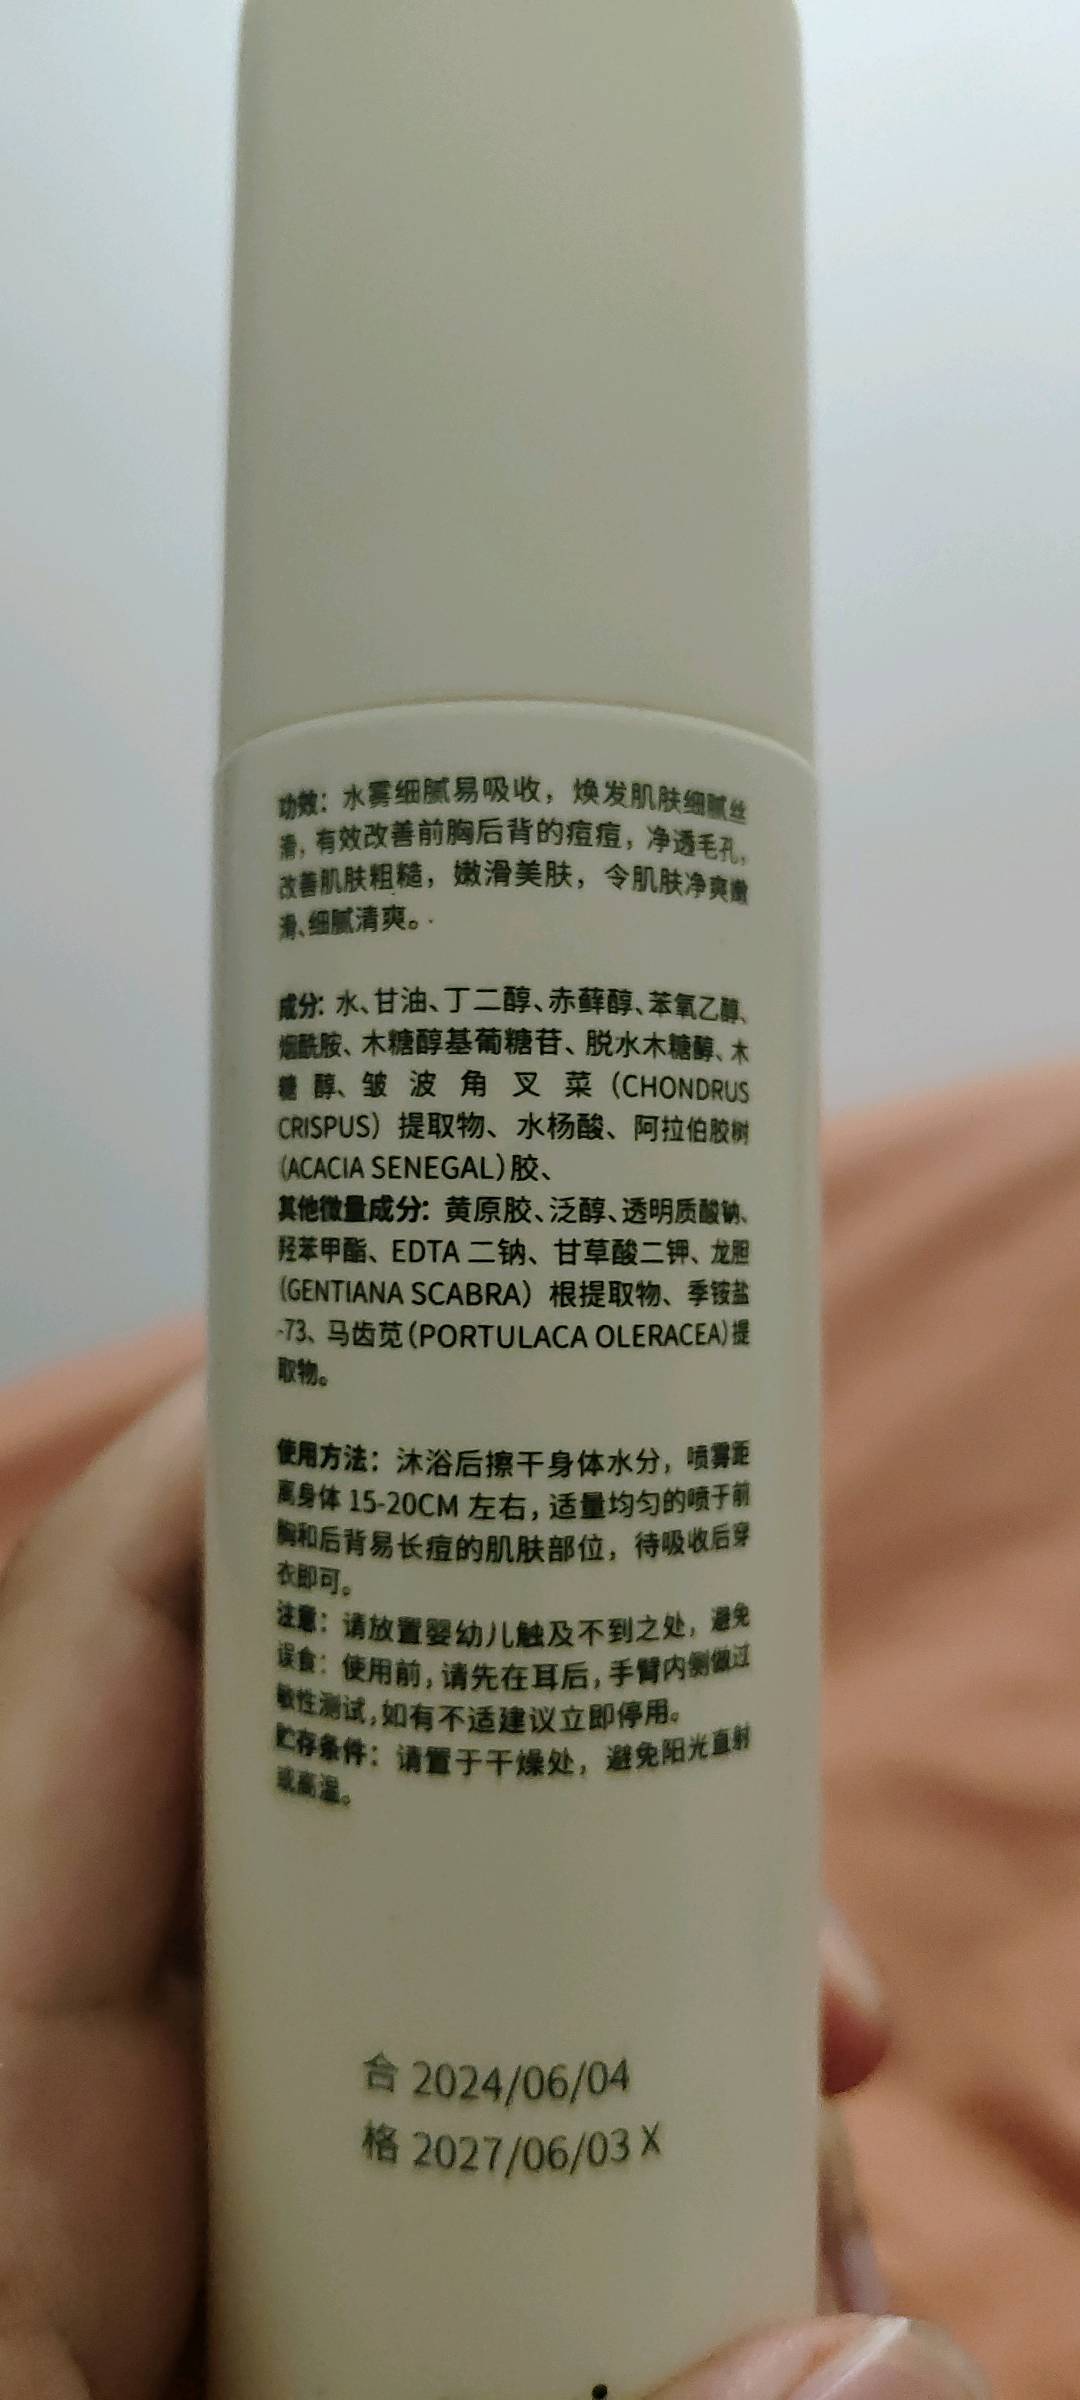 功效：水雾细腻易吸收，焕发肌肤细腻丝
滑，有效改善前胸后背的痘痘，净透毛孔，
改善肌肤粗糙，嫩滑美肤，令肌肤净爽嫩
滑、细腻清爽。
成分：水、甘油、丁二醇、赤藓醇、苯氧乙醇、
烟酰胺、木糖醇基葡糖苷、脱水木糖醇、木
糖醇、皱波角叉菜（CHONDRUS
CRISPUS）提取物、水杨酸、阿拉伯胶树
（ACACIA SENEGAL）胶、
其他微量成分：黄原胶、泛醇、透明质酸钠、
羟苯甲酯、EDTA 二钠、甘草酸二钾、龙胆
（GENTIANA SCABRA）根提取物、季铵盐
-73、马齿苋（PORTULACA OLERACEA）提
取物。
使用方法：沐浴后擦干身体水分，喷雾距
离身体 15-20CM 左右，适量均匀的喷于前
胸和后背易长痘的肌肤部位，待吸收后穿
衣即可。
注意：请放置婴幼儿触及不到之处，避免
误食：使用前，请先在耳后，手臂内侧做过
敏性测试，如有不适建议立即停用。
贮存条件：请置于干燥处，避免阳光直射
或高温。
合 2024/06/04
格 2027/06/03 X